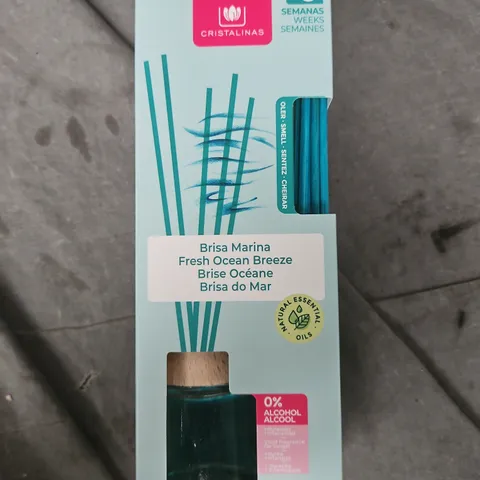 CRISTALINAS
SEMANAS
WEEKS
SEMAINES
OLER · SMELL · SENTEZ · CHEIRAR
Brisa Marina
Fresh Ocean Breeze
Brise Océane
Brisa do Mar
NATURAL ESSENTIAL
OILS
0%
ALCOHOL
ALCOOL